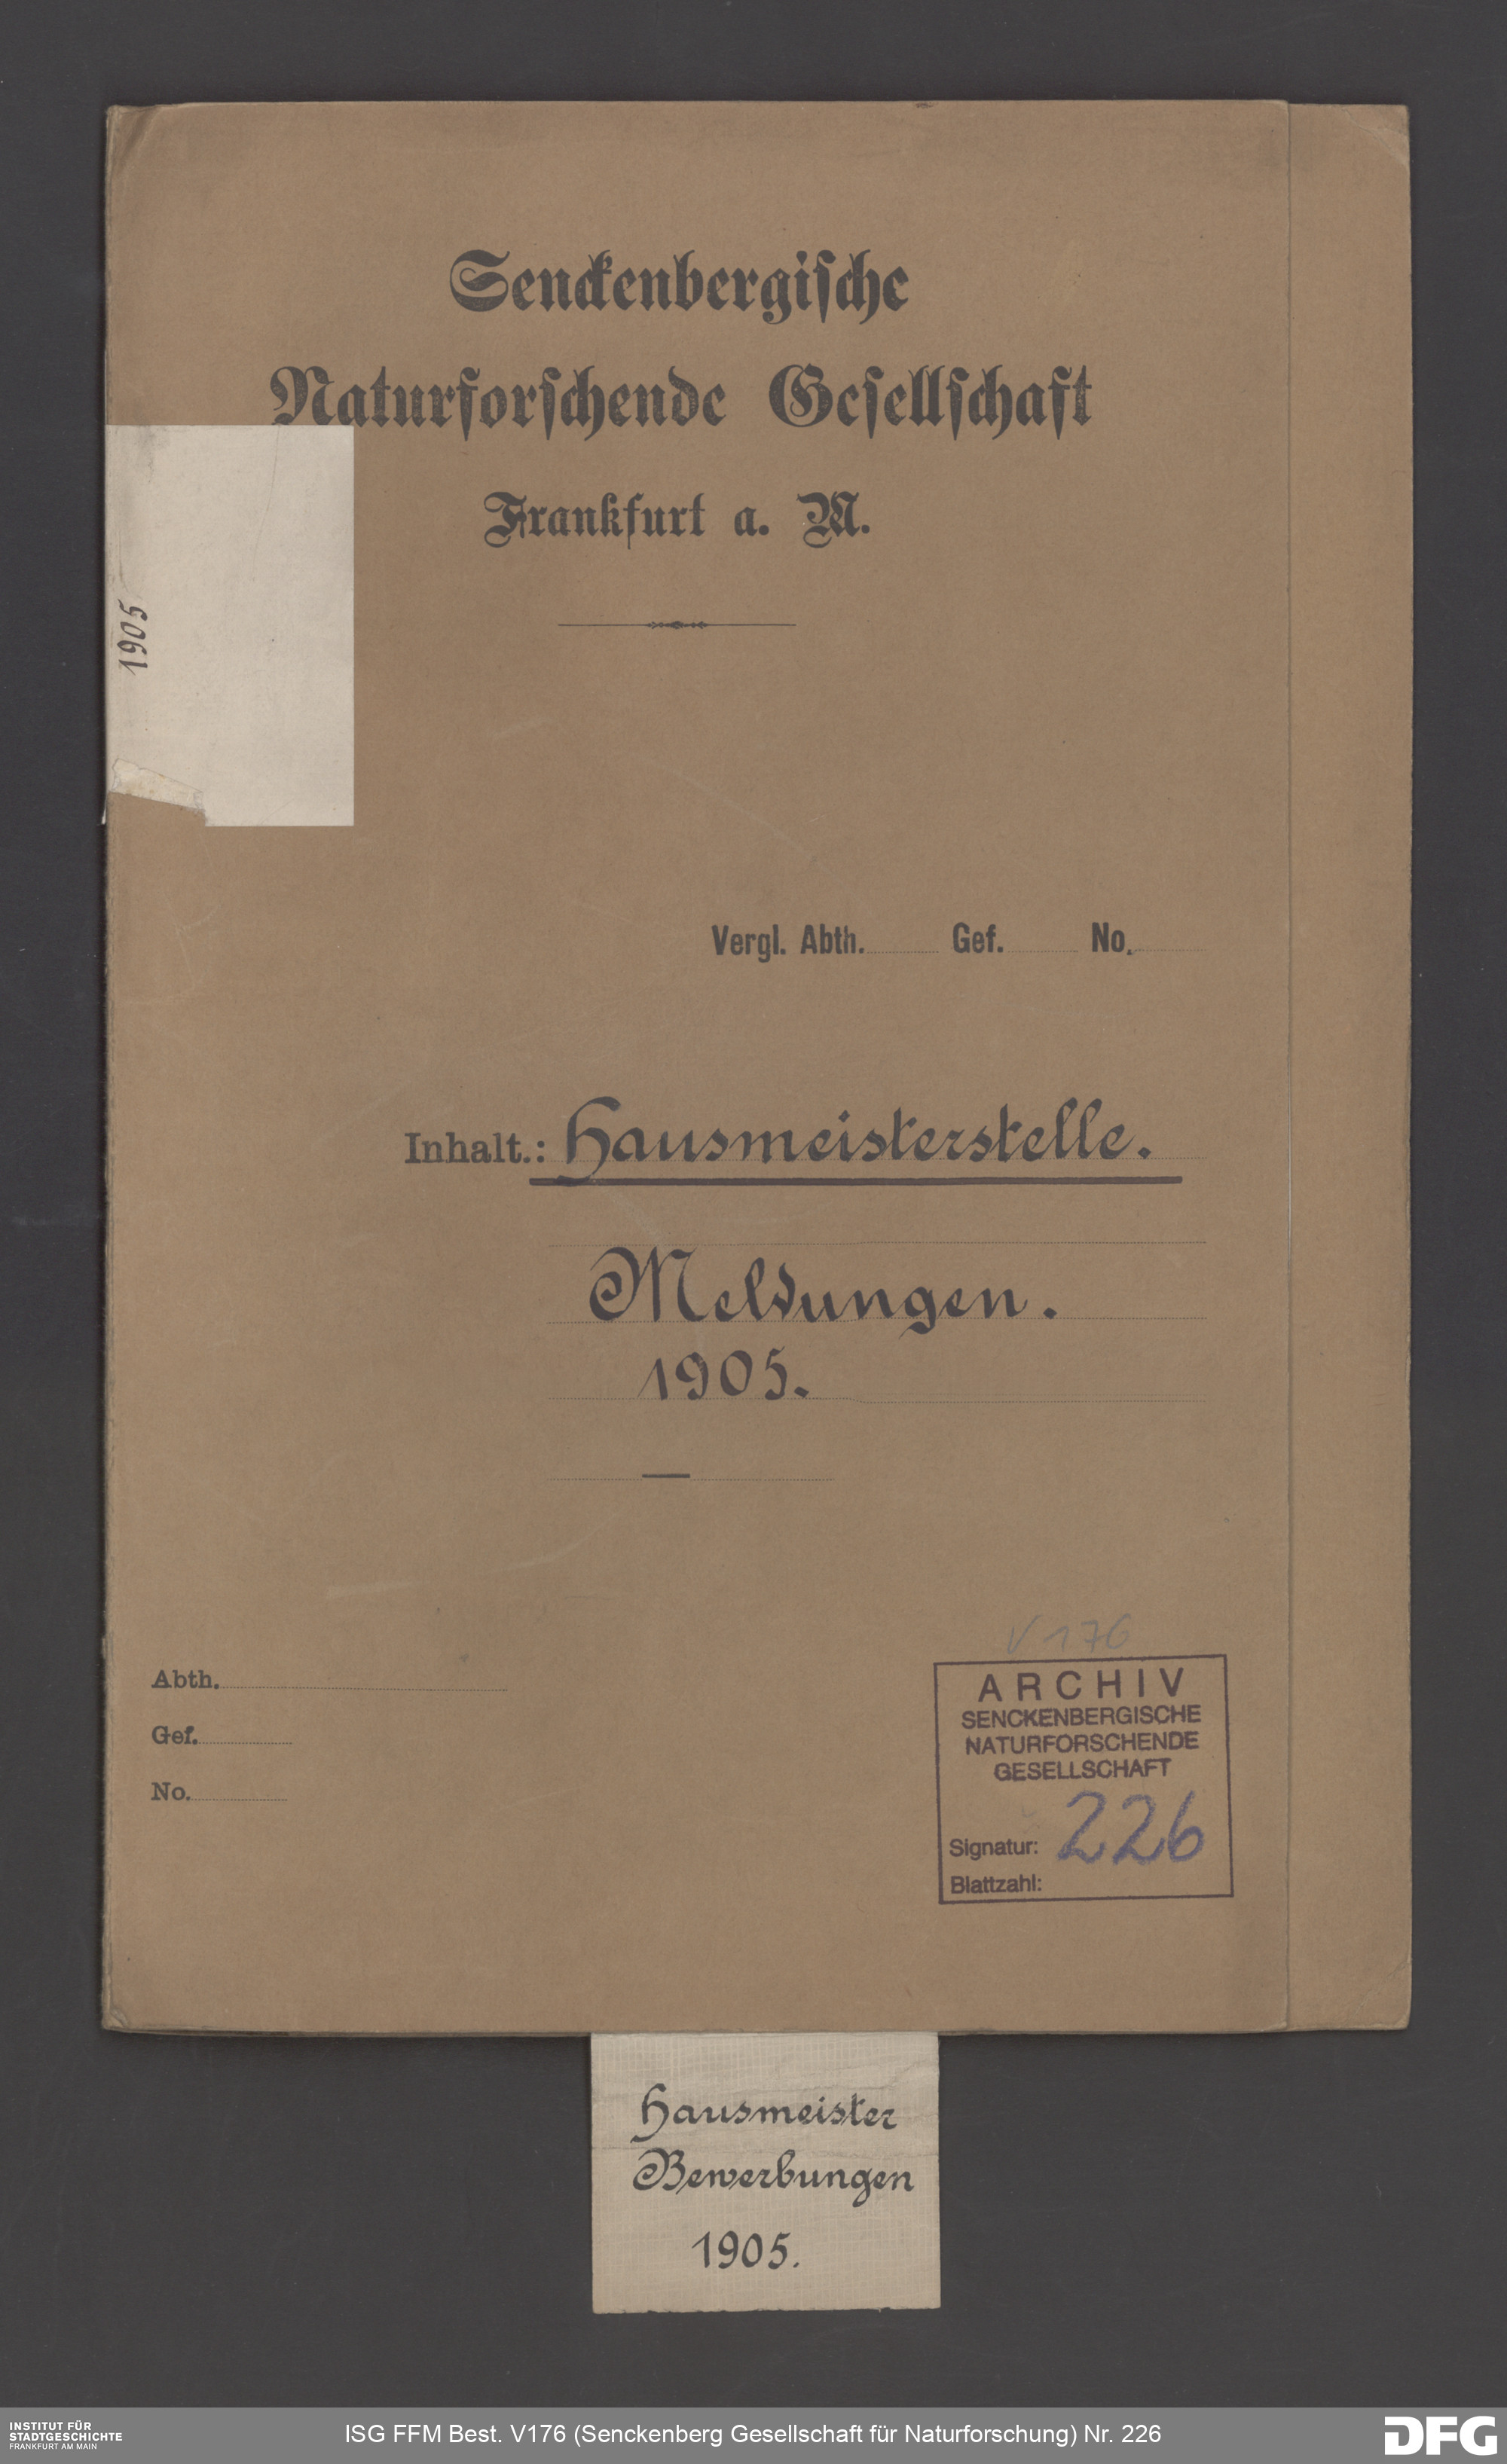 Senckenbergische
Naturforschende Gesellschaft
Frankfurt a. M.
1905
Vergl. Abth. Gef. No.
Inhalt.: Hausmeisterstelle.
Meldungen.
1905.
V 176
Abth.
Gef.
No.
ARCHIV
SENCKENBERGISCHE
NATURFORSCHENDE
GESELLSCHAFT
Signatur: 226
Blattzahl:
Hausmeister
Bewerbungen
1905.
INSTITUT FÜR
STADTGESCHICHTE
FRANKFURT AM MAIN
ISG FFM Best. V176 (Senckenberg Gesellschaft für Naturforschung) Nr. 226
DFG